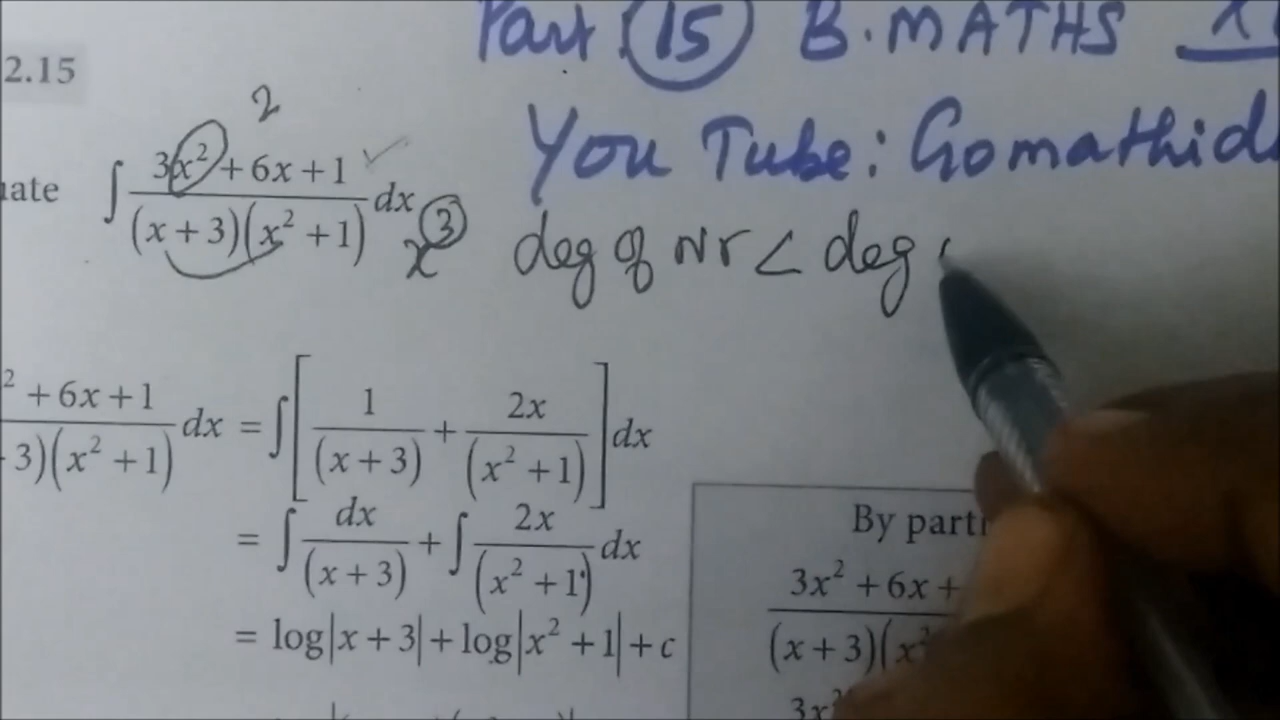 Part 15 B.MATHS
2.15
2
You Tube: Gomathid
∫ 3x² + 6x + 1 / (x + 3)(x² + 1) dx
x³ deg of Nr < deg
² + 6x + 1 / 3)(x² + 1) dx = ∫ [ 1 / (x + 3) + 2x / (x² + 1) ] dx
= ∫ dx / (x + 3) + ∫ 2x / (x² + 1) dx
= log|x + 3| + log|x² + 1| + c
By parti
3x² + 6x +
(x + 3)(x²